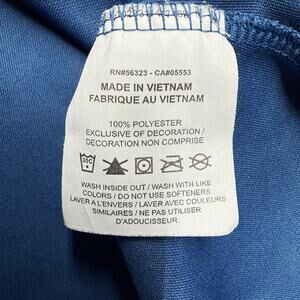 RN#56323 - CA#05553
MADE IN VIETNAM
FABRIQUE AU VIETNAM
100% POLYESTER
EXCLUSIVE OF DECORATION /
DECORATION NON COMPRISE
WASH INSIDE OUT / WASH WITH LIKE
COLORS / DO NOT USE SOFTENERS
LAVER A L'ENVERS / LAVER AVEC COULEURS
SIMILAIRES / NE PAS UTILISER
D'ADOUCISSEUR